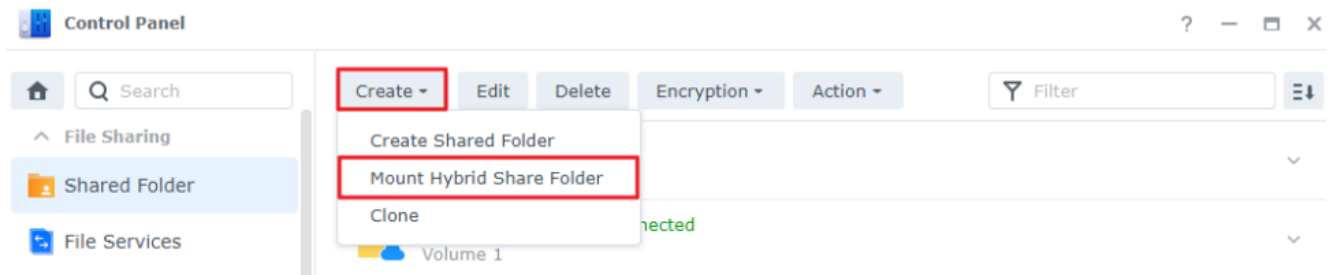 Control Panel
?
Search
Create Edit Delete Encryption Action Filter
File Sharing
Create Shared Folder
Shared Folder
Mount Hybrid Share Folder
Clone
File Services
Volume 1